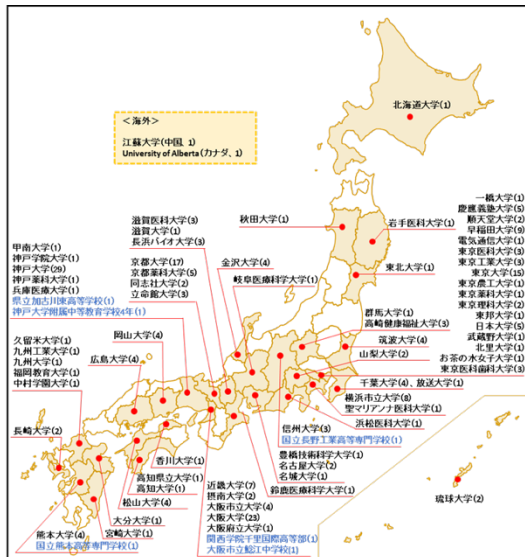 北海道大学(1)
＜海外＞
江蘇大学(中国、1)
University of Alberta(カナダ、1)
秋田大学(1)
岩手医科大学(1)
東北大学(1)
一橋大学(1)
慶應義塾大学(5)
順天堂大学(2)
早稲田大学(9)
電気通信大学(1)
東京医科大学(3)
東京工業大学(3)
東京大学(15)
東京農工大学(1)
東京薬科大学(1)
東京理科大学(2)
東邦大学(1)
日本大学(5)
武蔵野大学(1)
北里大学(1)
お茶の水女子大学(1)
東京医科歯科大学(3)
滋賀医科大学(3)
滋賀大学(1)
長浜バイオ大学(3)
京都大学(17)
京都薬科大学(5)
同志社大学(2)
立命館大学(3)
金沢大学(4)
岐阜医療科学大学(1)
甲南大学(1)
神戸学院大学(1)
神戸大学(29)
神戸薬科大学(1)
兵庫医療大学(1)
県立加古川東高等学校(1)
神戸大学附属中等教育学校4年(1)
群馬大学(1)
高崎健康福祉大学(3)
筑波大学(4)
山梨大学(2)
千葉大学(4)、放送大学(1)
横浜市立大学(8)
聖マリアンナ医科大学(1)
浜松医科大学(1)
久留米大学(1)
九州工業大学(1)
九州大学(1)
福岡教育大学(1)
中村学園大学(1)
岡山大学(4)
広島大学(4)
長崎大学(2)
信州大学(3)
国立長野工業高等専門学校(1)
豊橋技術科学大学(1)
名古屋大学(2)
名城大学(1)
鈴鹿医療科学大学(1)
香川大学(1)
高知県立大学(1)
高知大学(1)
松山大学(4)
大分大学(1)
宮崎大学(1)
熊本大学(4)
国立熊本高等専門学校(1)
近畿大学(7)
摂南大学(2)
大阪市立大学(4)
大阪大学(23)
大阪府立大学(1)
関西学院千里国際高等部(1)
大阪市立鯰江中学校(1)
琉球大学(2)